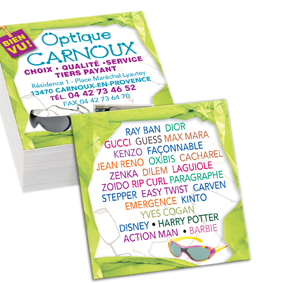 BIEN
VU!
Optique
CARNOUX
CHOIX • QUALITÉ • SERVICE
TIERS PAYANT
Résidence 1 - Place Maréchal Lyautey
13470 CARNOUX-EN-PROVENCE
TÉL. 04 42 73 46 52
FAX 04 42 73 64 70
RAY BAN DIOR
GUCCI GUESS MAX MARA
KENZO FAÇONNABLE
JEAN RENO OXIBIS CACHAREL
ZENKA DILEM LAGUIOLE
ZOIDO RIP CURL PARAGRAPHE
STEPPER EASY TWIST CARVEN
EMERGENCE KINTO
YVES COGAN
DISNEY • HARRY POTTER
ACTION MAN • BARBIE